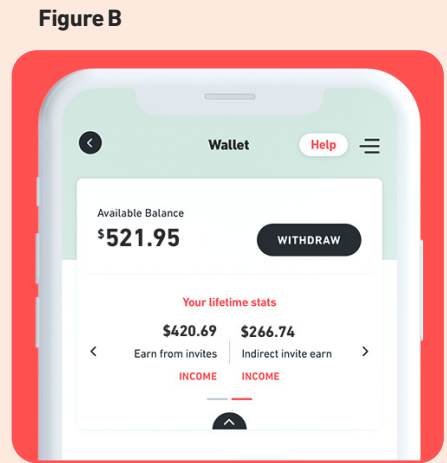 Figure B
Wallet
Help
Available Balance
$521.95
WITHDRAW
Your lifetime stats
$420.69 $266.74
Earn from invites Indirect invite earn
INCOME INCOME